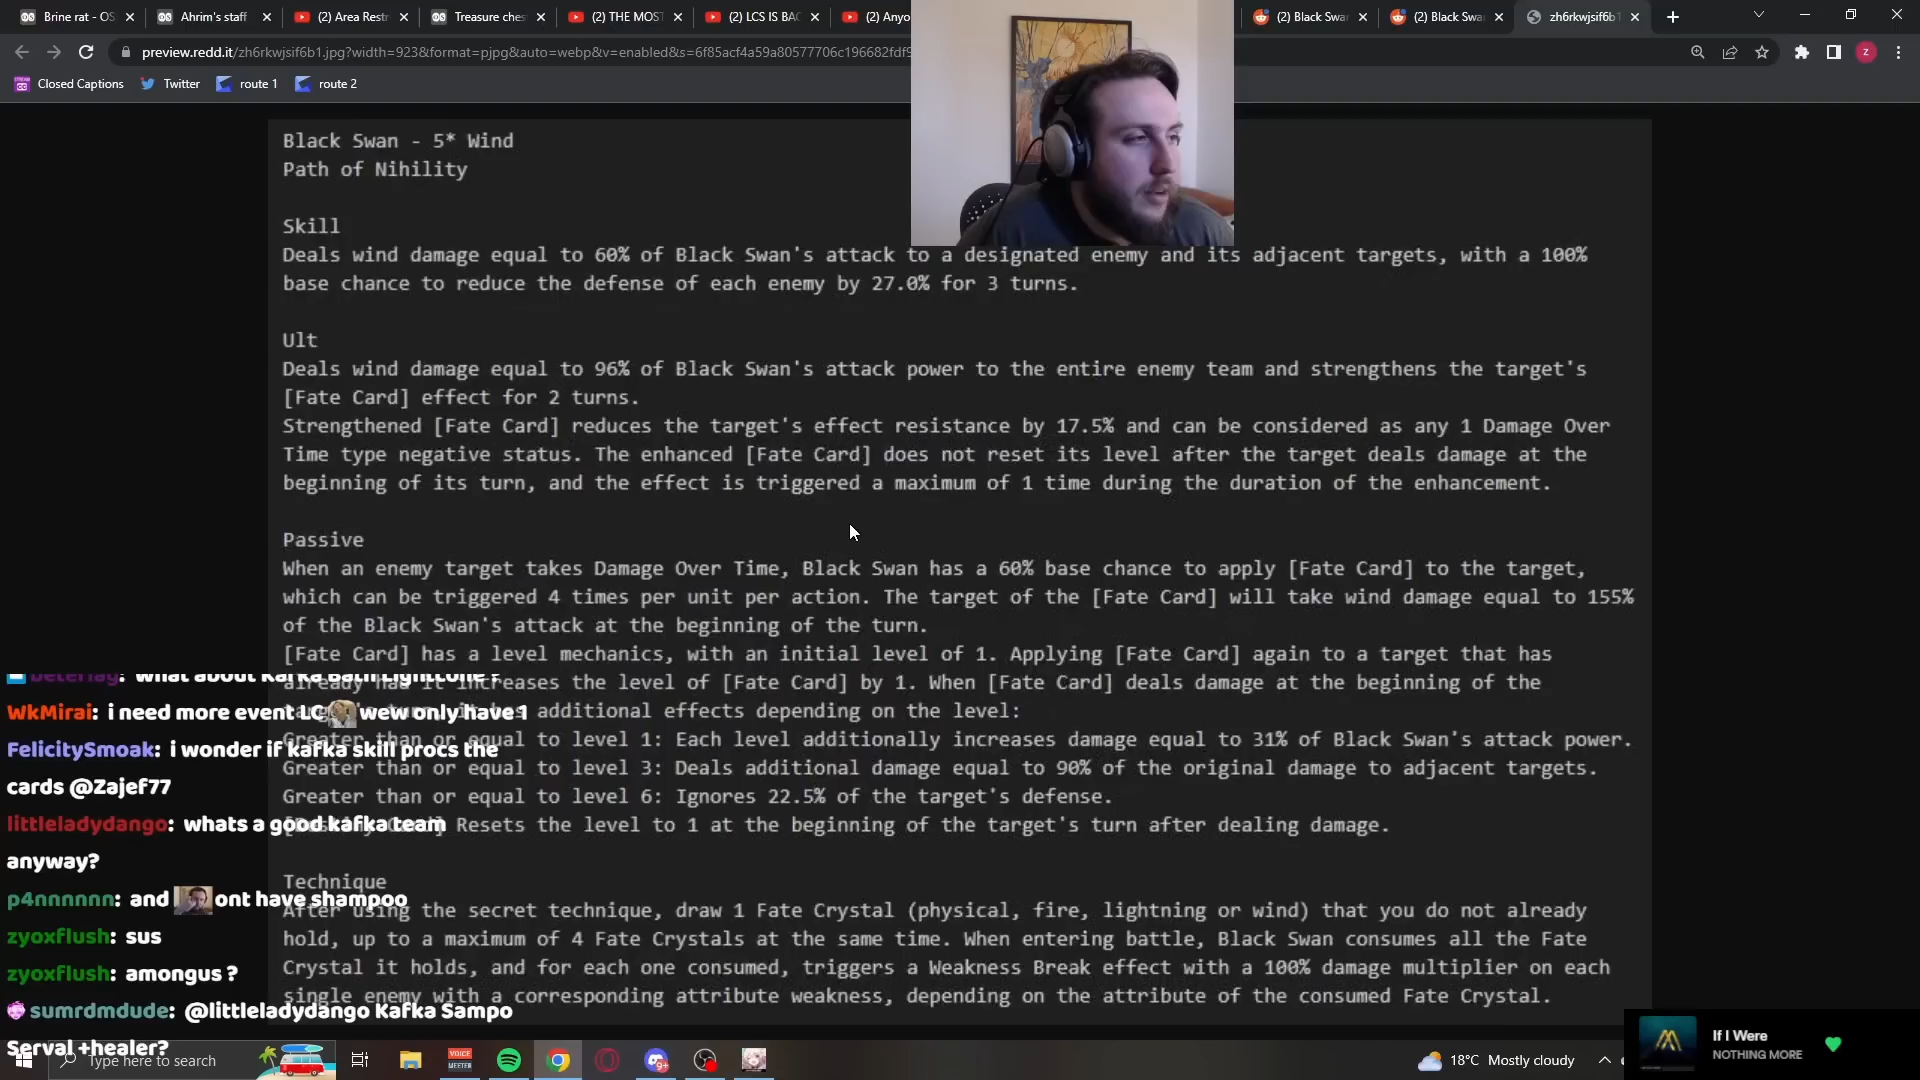 (2) Brine rat - OS
Ahrim's staff
(2) Area Restr
Treasure ches
(2) THE MOST
(2) LCS IS BAC
(2) Anyo
(2) Black Swa
(2) Black Swa
zh6rkwjsif6b1
preview.redd.it/zh6rkwjsif6b1.jpg?width=923&format=pjpg&auto=webp&v=enabled&s=6f85acf4a59a80577706c196682fdf9
Closed Captions
Twitter
route 1
route 2
Black Swan - 5* Wind
Path of Nihility
Skill
Deals wind damage equal to 60% of Black Swan's attack to a designated enemy and its adjacent targets, with a 100%
base chance to reduce the defense of each enemy by 27.0% for 3 turns.
Ult
Deals wind damage equal to 96% of Black Swan's attack power to the entire enemy team and strengthens the target's
[Fate Card] effect for 2 turns.
Strengthened [Fate Card] reduces the target's effect resistance by 17.5% and can be considered as any 1 Damage Over
Time type negative status. The enhanced [Fate Card] does not reset its level after the target deals damage at the
beginning of its turn, and the effect is triggered a maximum of 1 time during the duration of the enhancement.
Passive
When an enemy target takes Damage Over Time, Black Swan has a 60% base chance to apply [Fate Card] to the target,
which can be triggered 4 times per unit per action. The target of the [Fate Card] will take wind damage equal to 155%
of the Black Swan's attack at the beginning of the turn.
[Fate Card] has a level mechanics, with an initial level of 1. Applying [Fate Card] again to a target that has
already had it increases the level of [Fate Card] by 1. When [Fate Card] deals damage at the beginning of the
additional effects depending on the level:
Greater than or equal to level 1: Each level additionally increases damage equal to 31% of Black Swan's attack power.
Greater than or equal to level 3: Deals additional damage equal to 90% of the original damage to adjacent targets.
Greater than or equal to level 6: Ignores 22.5% of the target's defense.
Resets the level to 1 at the beginning of the target's turn after dealing damage.
Technique
After using the secret technique, draw 1 Fate Crystal (physical, fire, lightning or wind) that you do not already
hold, up to a maximum of 4 Fate Crystals at the same time. When entering battle, Black Swan consumes all the Fate
Crystal it holds, and for each one consumed, triggers a Weakness Break effect with a 100% damage multiplier on each
single enemy with a corresponding attribute weakness, depending on the attribute of the consumed Fate Crystal.
what about Kafka
WkMirai: i need more event LC wew only have 1
FelicitySmoak: i wonder if kafka skill procs the
cards @Zajef77
littleladydango: whats a good kafka team
anyway?
p4nnnnnn: and ont have shampoo
zyoxflush: sus
zyoxflush: amongus ?
sumrdmdude: @littleladydango Kafka Sampo
Serval +healer?
Type here to search
VOICE
MEETER
9+
18°C Mostly cloudy
If I Were
NOTHING MORE